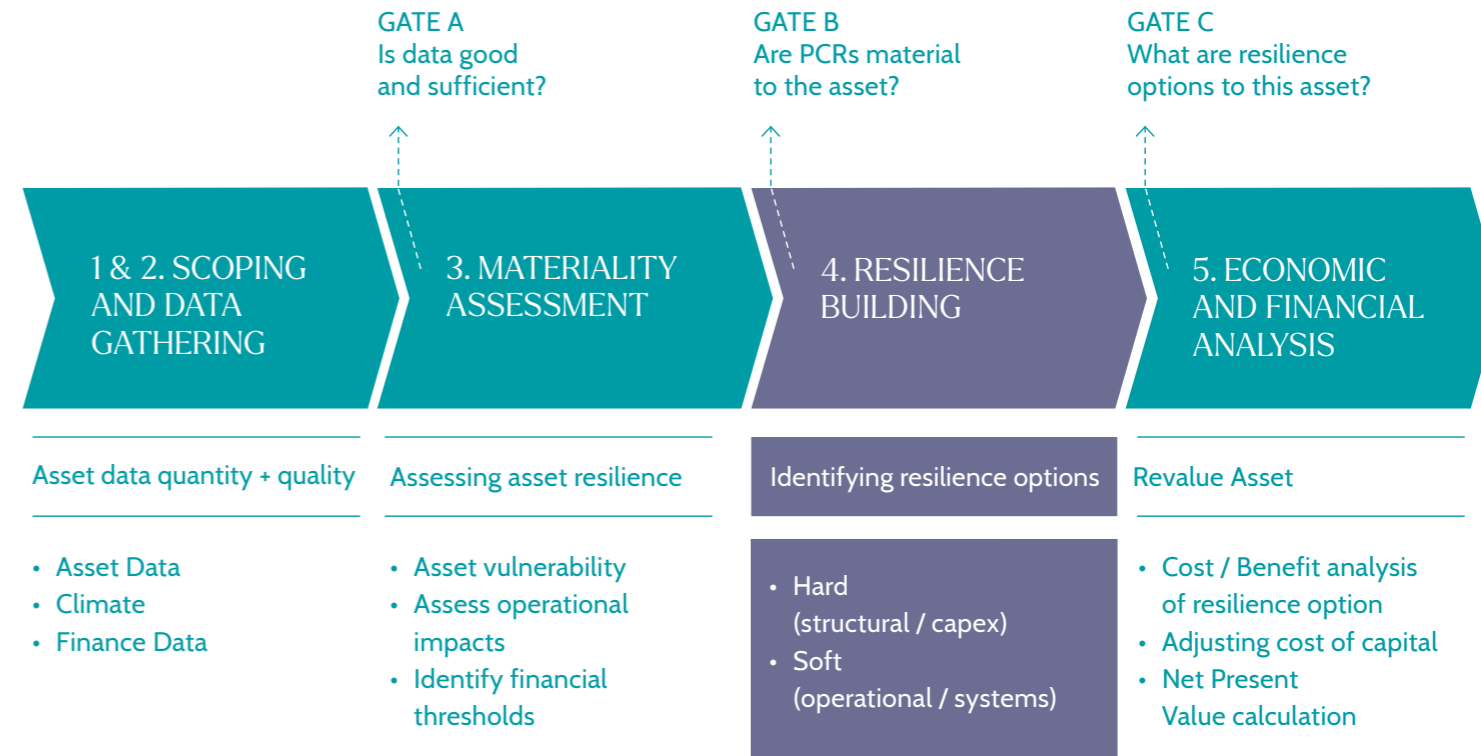 GATE A
Is data good
and sufficient?
GATE B
Are PCRs material
to the asset?
GATE C
What are resilience
options to this asset?
1 & 2. SCOPING
AND DATA
GATHERING
3. MATERIALITY
ASSESSMENT
4. RESILIENCE
BUILDING
5. ECONOMIC
AND FINANCIAL
ANALYSIS
Asset data quantity + quality
Assessing asset resilience
Identifying resilience options
Revalue Asset
• Asset Data
• Climate
• Finance Data
• Asset vulnerability
• Assess operational
impacts
• Identify financial
thresholds
• Hard
(structural / capex)
• Soft
(operational / systems)
• Cost / Benefit analysis
of resilience option
• Adjusting cost of capital
• Net Present
Value calculation